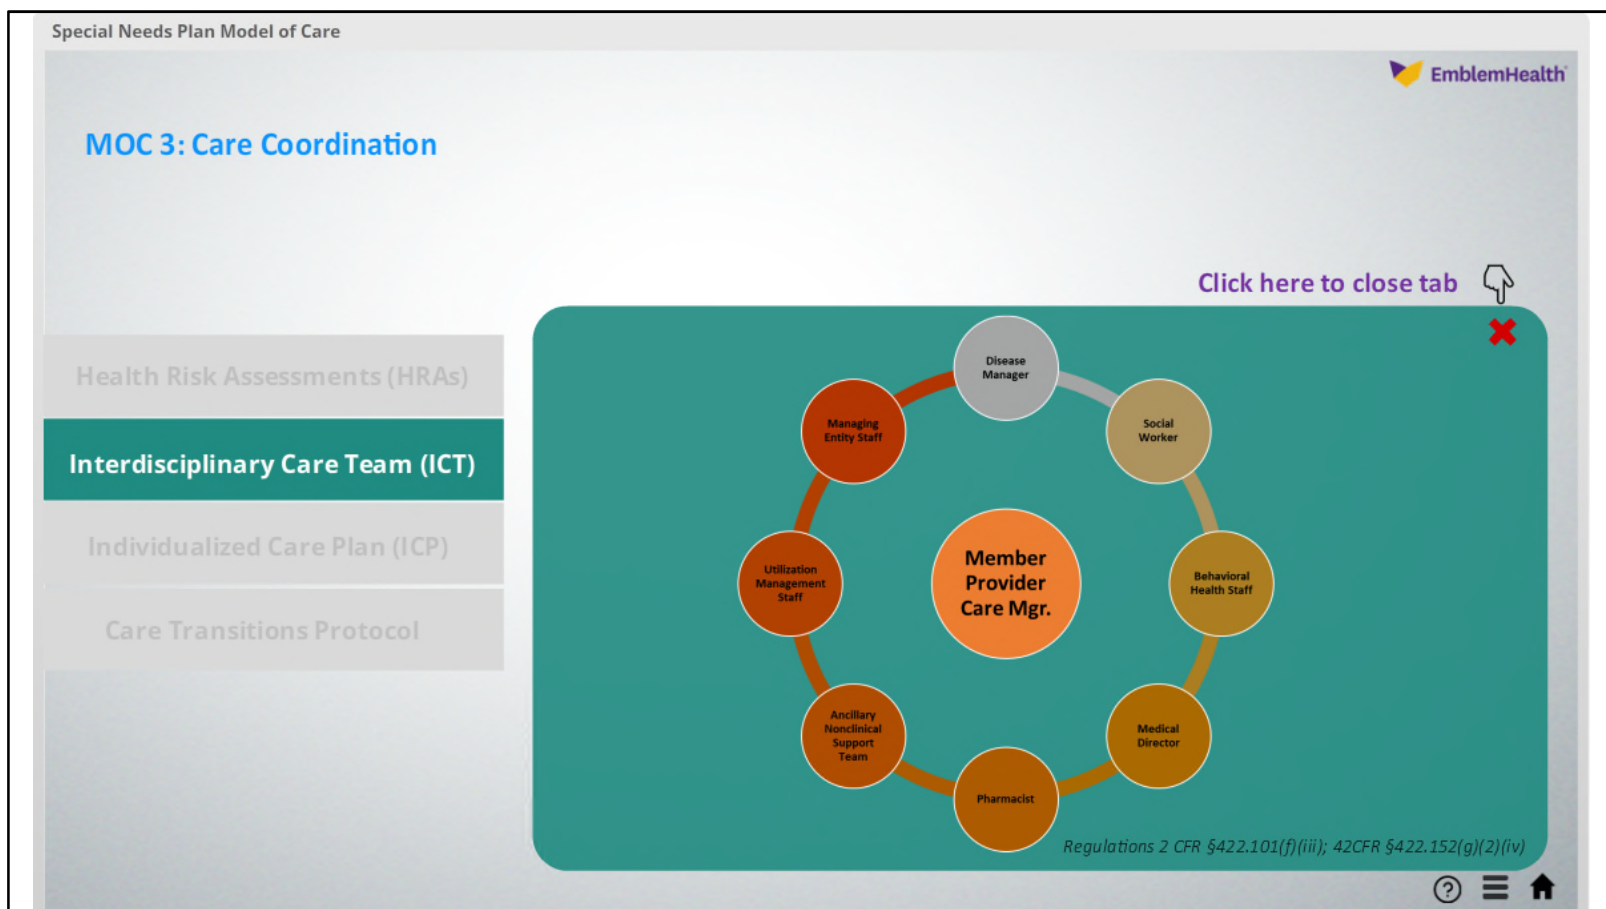 Special Needs Plan Model of Care
EmblemHealth
MOC 3: Care Coordination
Click here to close tab
Health Risk Assessments (HRAs)
Interdisciplinary Care Team (ICT)
Individualized Care Plan (ICP)
Care Transitions Protocol
Disease
Manager
Social
Worker
Behavioral
Health Staff
Medical
Director
Pharmacist
Ancillary
Nonclinical
Support
Team
Utilization
Management
Staff
Managing
Entity Staff
Member
Provider
Care Mgr.
Regulations 2 CFR §422.101(f)(iii); 42CFR §422.152(g)(2)(iv)